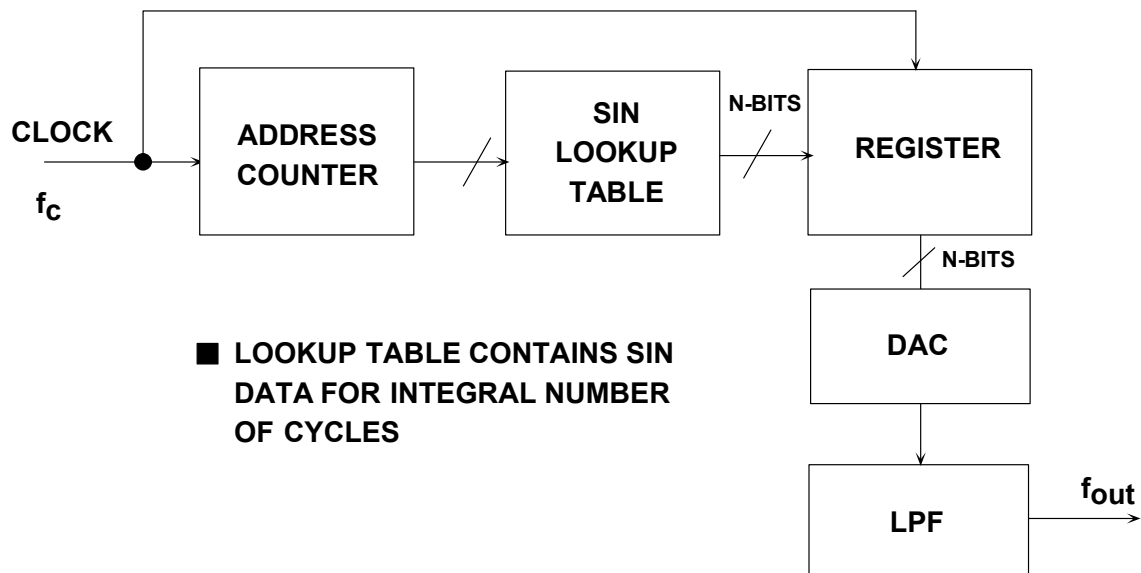 CLOCK
fc
ADDRESS
COUNTER
SIN
LOOKUP
TABLE
N-BITS
REGISTER
N-BITS
DAC
LPF
fout
LOOKUP TABLE CONTAINS SIN
DATA FOR INTEGRAL NUMBER
OF CYCLES